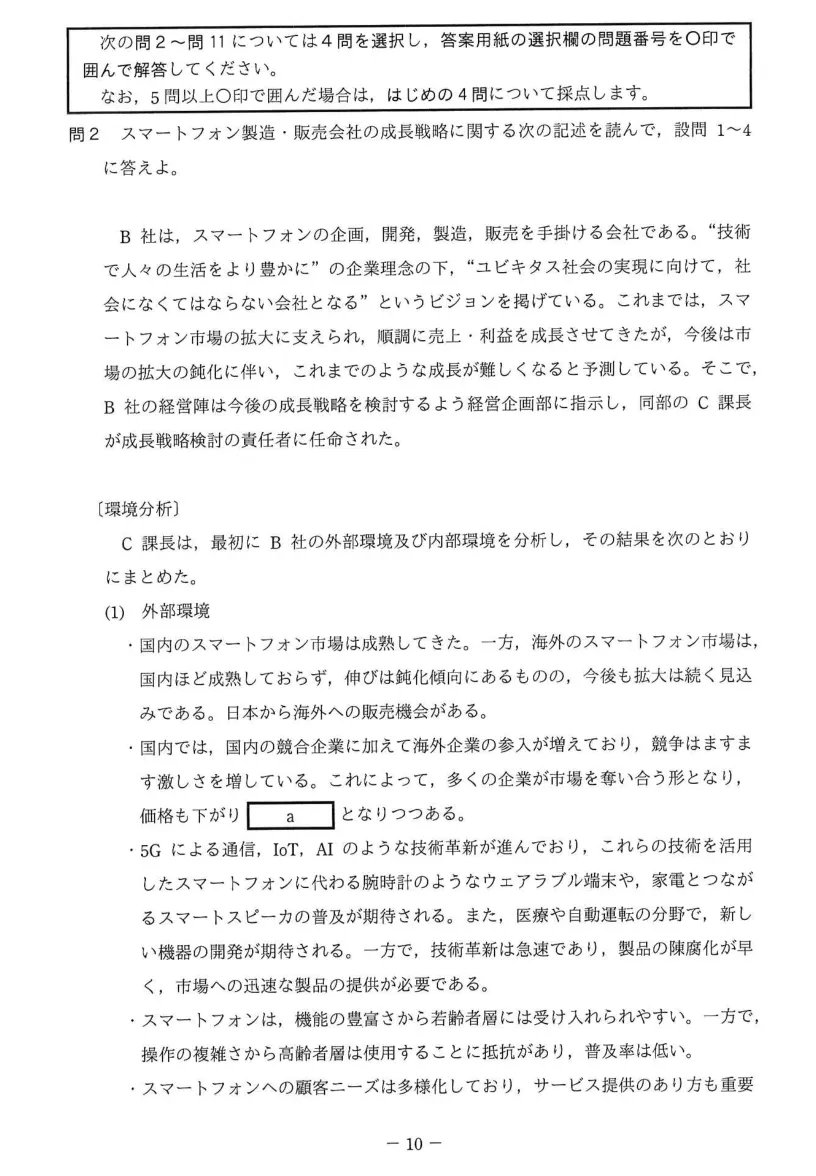 次の問2～問11については4問を選択し，答案用紙の選択欄の問題番号を○印で
囲んで解答してください。
なお，5問以上○印で囲んだ場合は，はじめの4問について採点します。
問2　スマートフォン製造・販売会社の成長戦略に関する次の記述を読んで，設問 1～4
に答えよ。
B 社は，スマートフォンの企画，開発，製造，販売を手掛ける会社である。“技術
で人々の生活をより豊かに”の企業理念の下，“ユビキタス社会の実現に向けて，社
会になくてはならない会社となる”というビジョンを掲げている。これまでは，スマ
ートフォン市場の拡大に支えられ，順調に売上・利益を成長させてきたが，今後は市
場の拡大の鈍化に伴い，これまでのような成長が難しくなると予測している。そこで，
B 社の経営陣は今後の成長戦略を検討するよう経営企画部に指示し，同部の C 課長
が成長戦略検討の責任者に任命された。
〔環境分析〕
C 課長は，最初に B 社の外部環境及び内部環境を分析し，その結果を次のとおり
にまとめた。
(1)　外部環境
・国内のスマートフォン市場は成熟してきた。一方，海外のスマートフォン市場は，
国内ほど成熟しておらず，伸びは鈍化傾向にあるものの，今後も拡大は続く見込
みである。日本から海外への販売機会がある。
・国内では，国内の競合企業に加えて海外企業の参入が増えており，競争はますま
す激しさを増している。これによって，多くの企業が市場を奪い合う形となり，
価格も下がり a となりつつある。
・5G による通信，IoT，AI のような技術革新が進んでおり，これらの技術を活用
したスマートフォンに代わる腕時計のようなウェアラブル端末や，家電とつなが
るスマートスピーカの普及が期待される。また，医療や自動運転の分野で，新し
い機器の開発が期待される。一方で，技術革新は急速であり，製品の陳腐化が早
く，市場への迅速な製品の提供が必要である。
・スマートフォンは，機能の豊富さから若齢者層には受け入れられやすい。一方で，
操作の複雑さから高齢者層は使用することに抵抗があり，普及率は低い。
・スマートフォンへの顧客ニーズは多様化しており，サービス提供のあり方も重要
－ 10 －